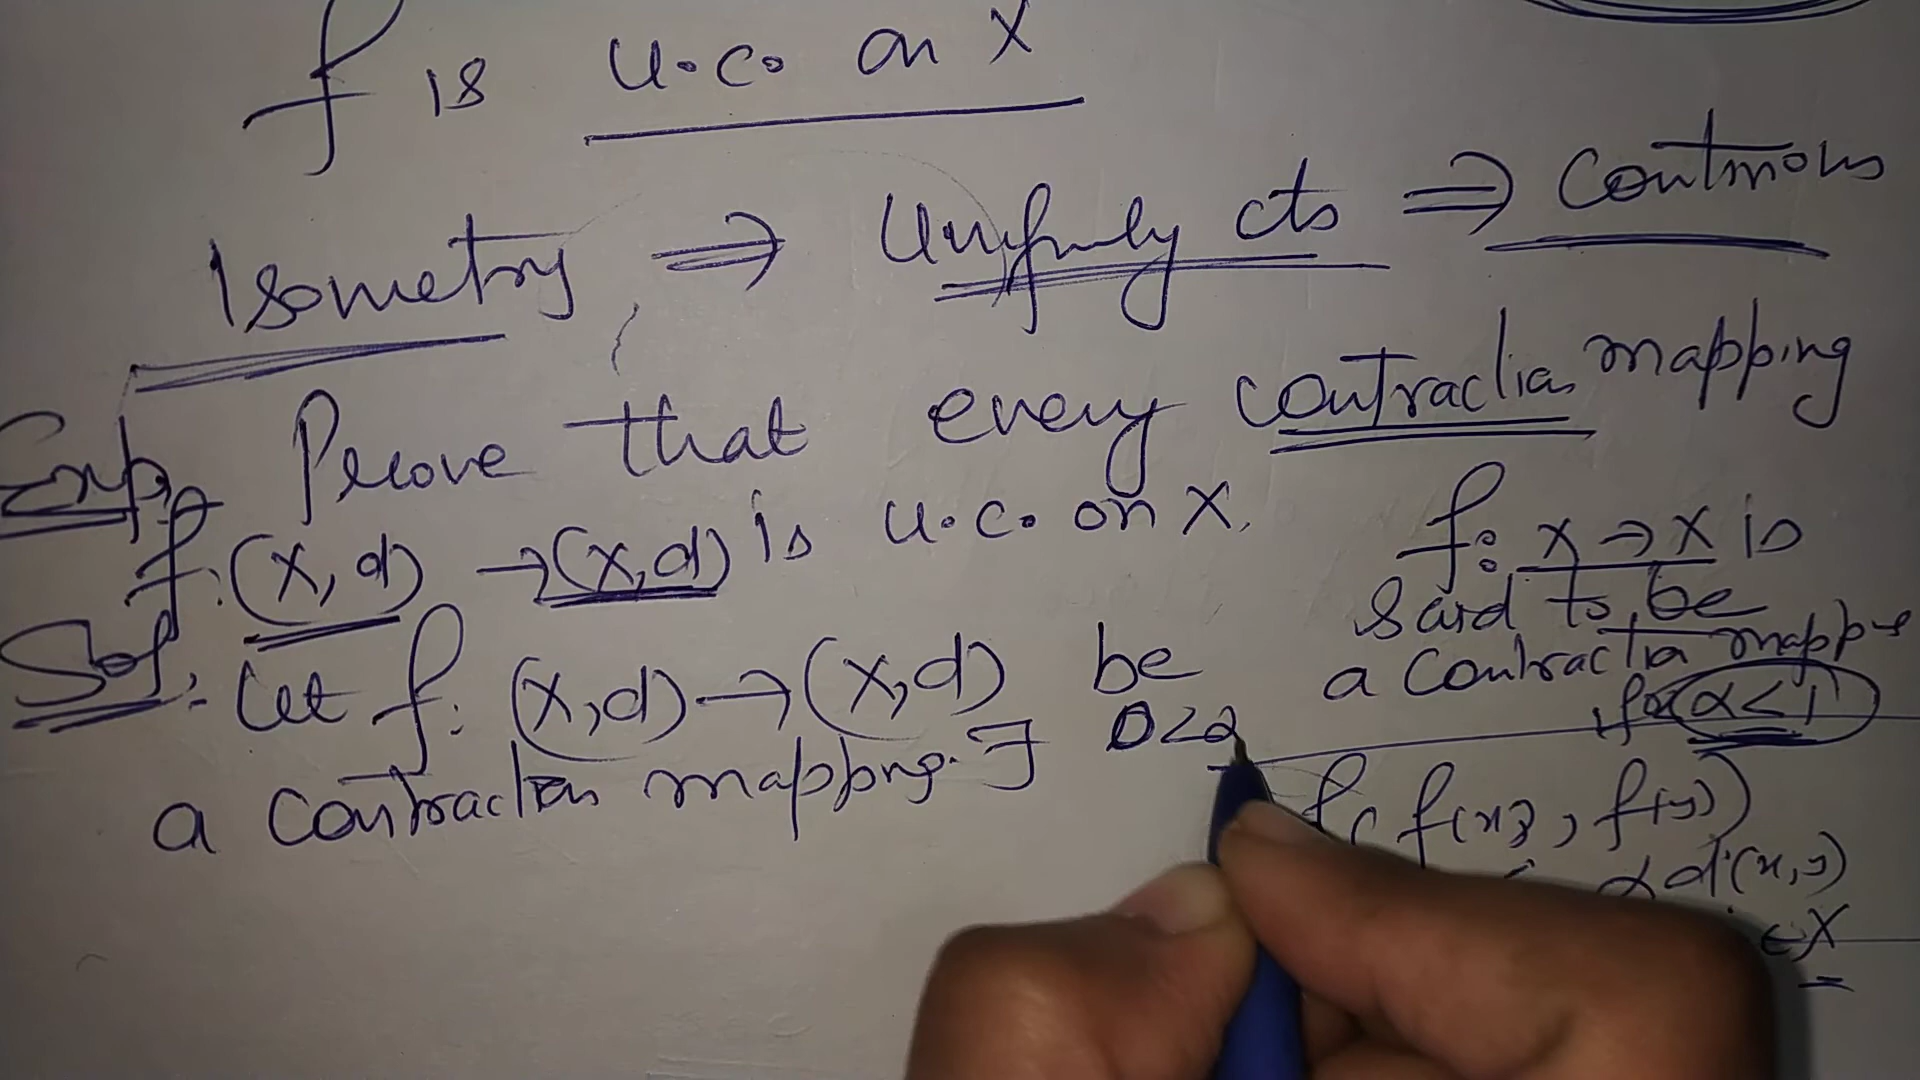 f is u.c. on X
Isometry ⇒ Uniformly cts ⇒ Continuous
Exp. Prove that every contraction mapping
f: (X, d) → (X, d) is u.c. on X.
Sol: Let f: (X, d) → (X, d) be
a contraction mapping. ∃ 0<α
f: X → X is
said to be
a contraction mapping
if α<1
f(x), f(y))
α d(x, y)
∈ X